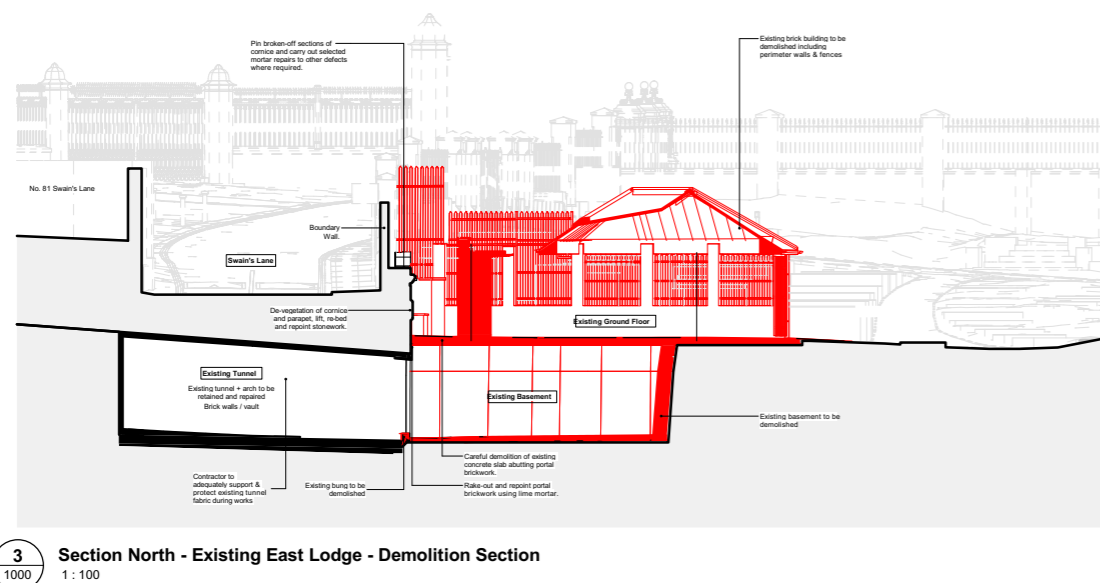 Pin broken-off sections of
cornice and carry out selected
mortar repairs to other defects
where required.
Existing brick building to be
demolished including
perimeter walls & fences
No. 81 Swain's Lane
Boundary
Wall.
Swain's Lane
De-vegetation of cornice
and parapet, lift, re-bed
and repoint stonework.
Existing Ground Floor
Existing Tunnel
Existing tunnel + arch to be
retained and repaired
Brick walls / vault
Existing Basement
Existing basement to be
demolished
Careful demolition of existing
concrete slab abutting portal
brickwork.
Contractor to
adequately support &
protect existing tunnel
fabric during works
Existing bung to be
demolished
Rake-out and repoint portal
brickwork using lime mortar.
3
1000
Section North - Existing East Lodge - Demolition Section
1 : 100